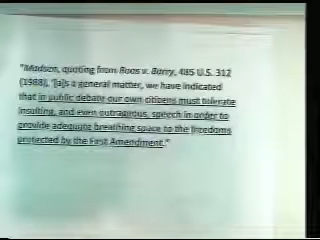 "Madsen, quoting from Boos v. Barry, 485 U.S. 312
(1988), '[a]s a general matter, we have indicated
that in public debate our own citizens must tolerate
insulting, and even outrageous, speech in order to
provide adequate breathing space to the freedoms
protected by the First Amendment."